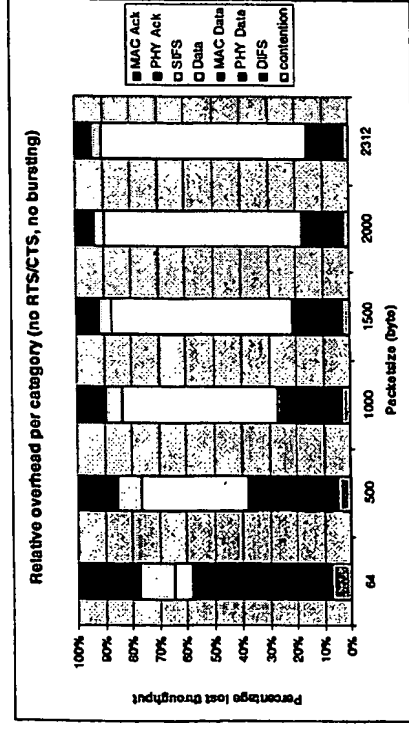 Relative overhead per category (no RTS/CTS, no bursting)
Percentage lost throughput
100%
90%
80%
70%
60%
50%
40%
30%
20%
10%
0%
64
500
1000
1500
2000
2312
Packetsize (byte)
MAC Ack
PHY Ack
SIFS
Data
MAC Data
PHY Data
DIFS
contention